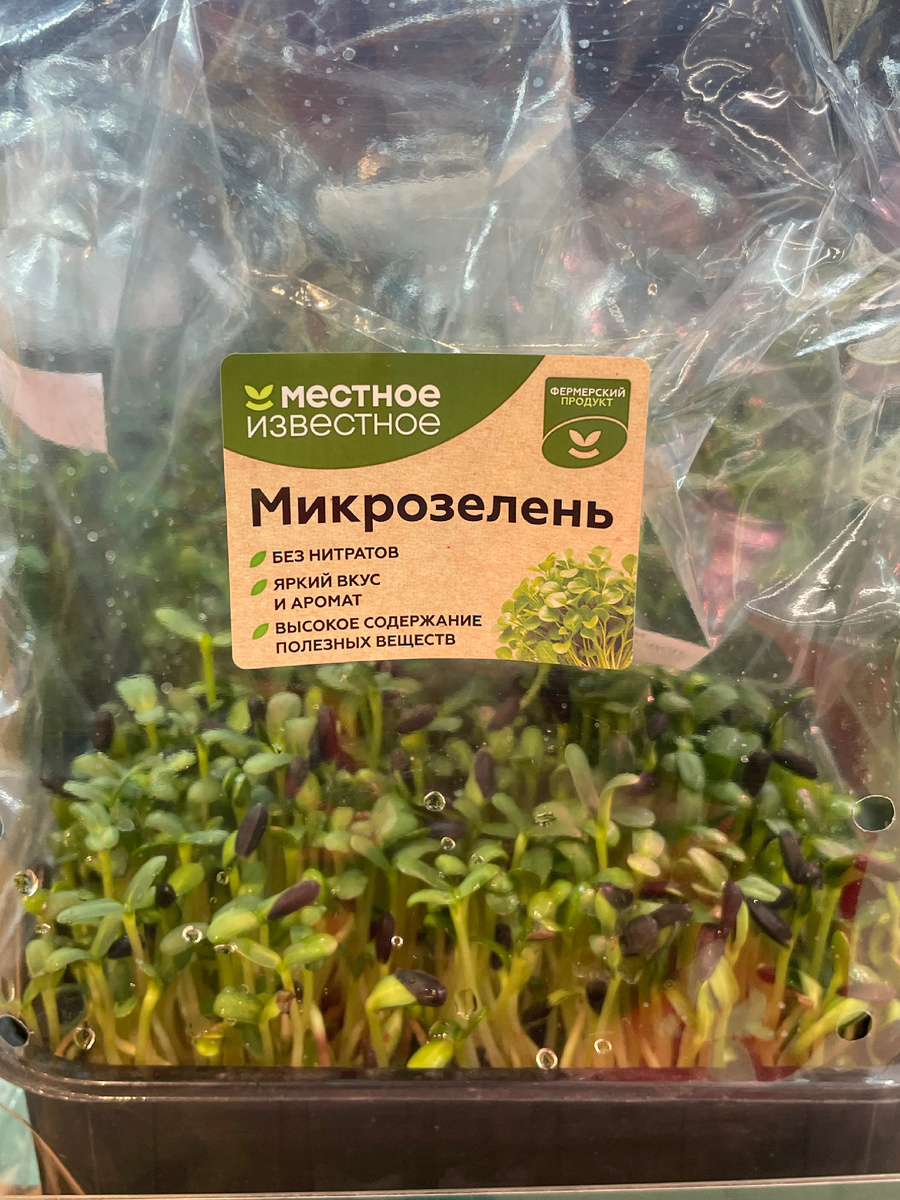 местное
известное
ФЕРМЕРСКИЙ
ПРОДУКТ
Микрозелень
БЕЗ НИТРАТОВ
ЯРКИЙ ВКУС
И АРОМАТ
ВЫСОКОЕ СОДЕРЖАНИЕ
ПОЛЕЗНЫХ ВЕЩЕСТВ